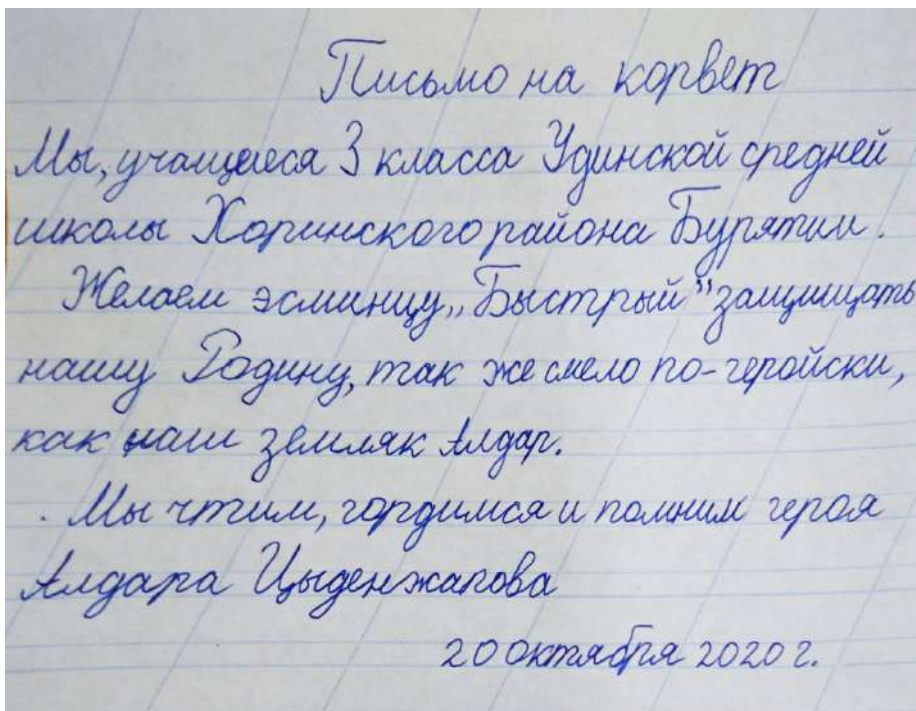 Письмо на корвет
Мы, учащиеся 3 класса Удинской средней
школы Хоринского района Бурятии.
Желаем эсминцу „Быстрый" защищать
нашу Родину, так же смело по-геройски,
как наш земляк Алдар.
. Мы чтим, гордимся и помним героя
Алдара Цыденжапова
20 октября 2020 г.